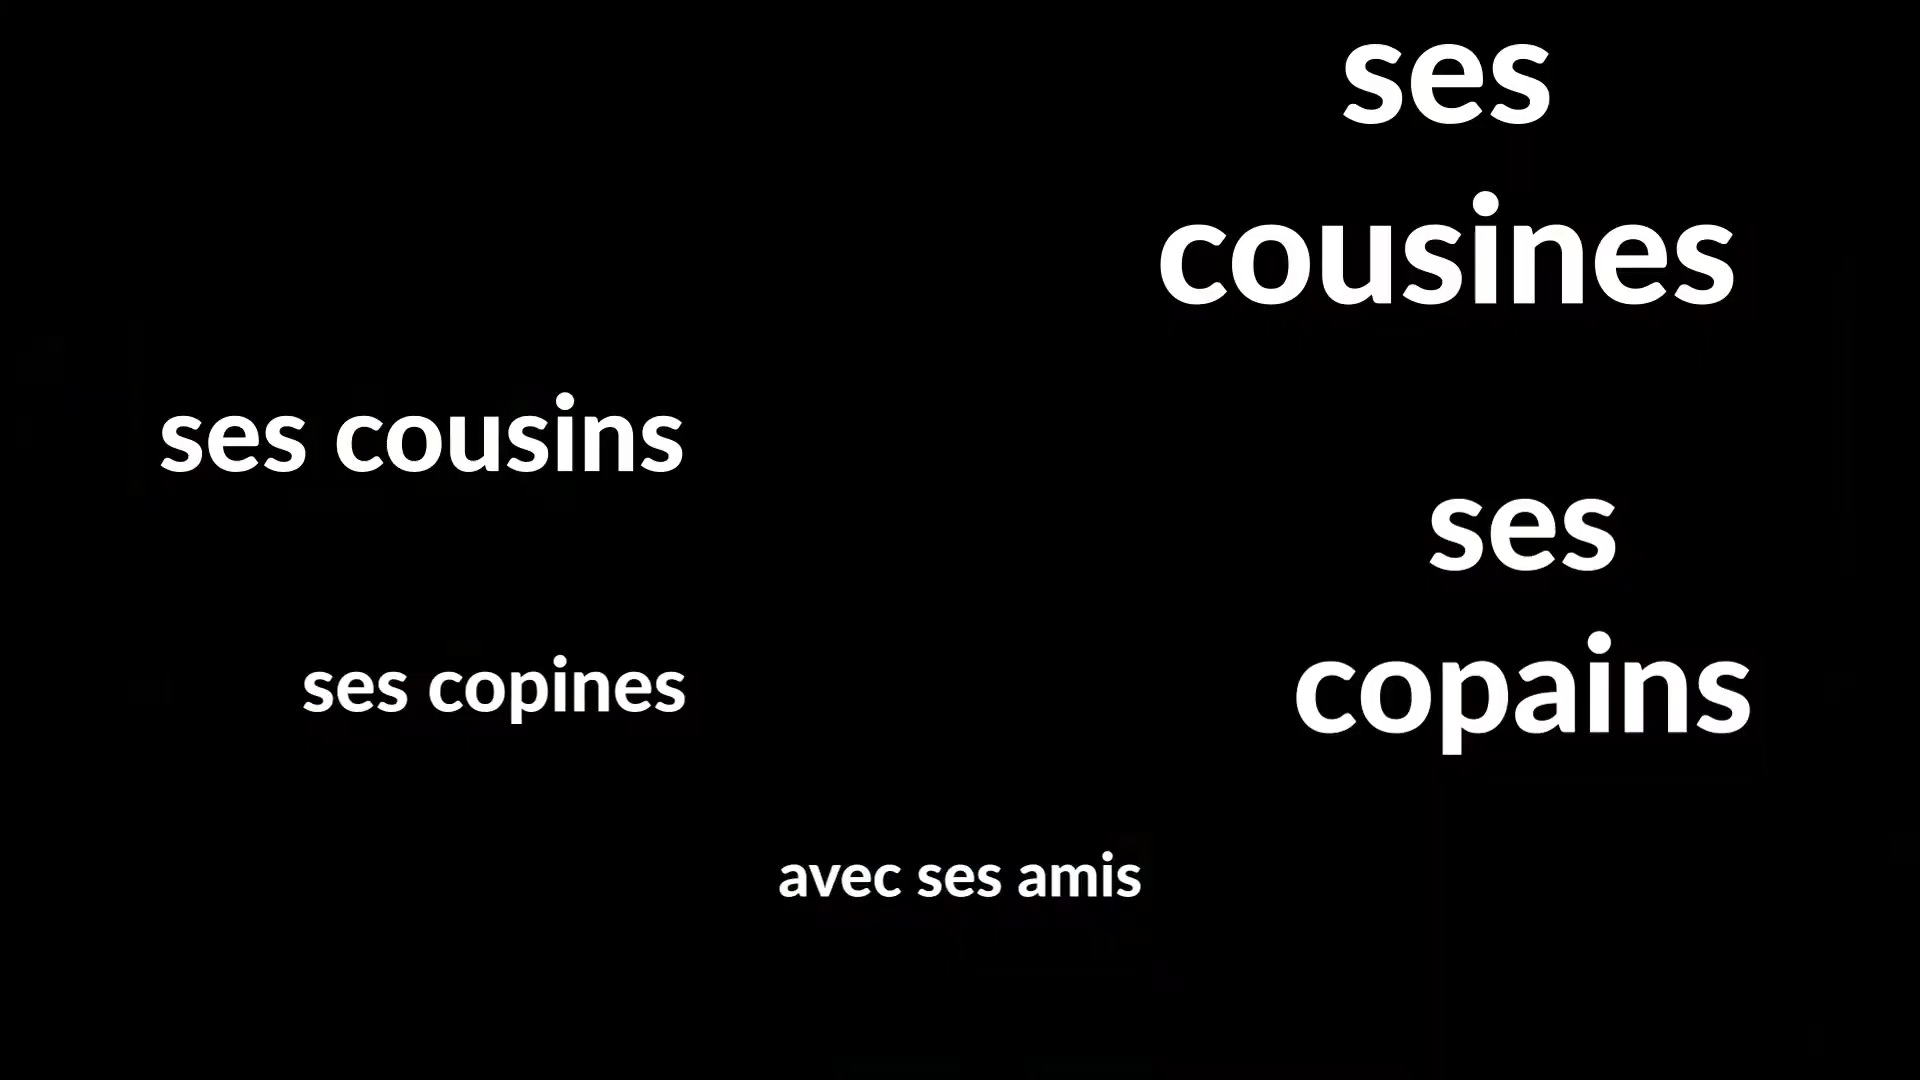 ses
cousines
ses cousins
ses
copains
ses copines
avec ses amis